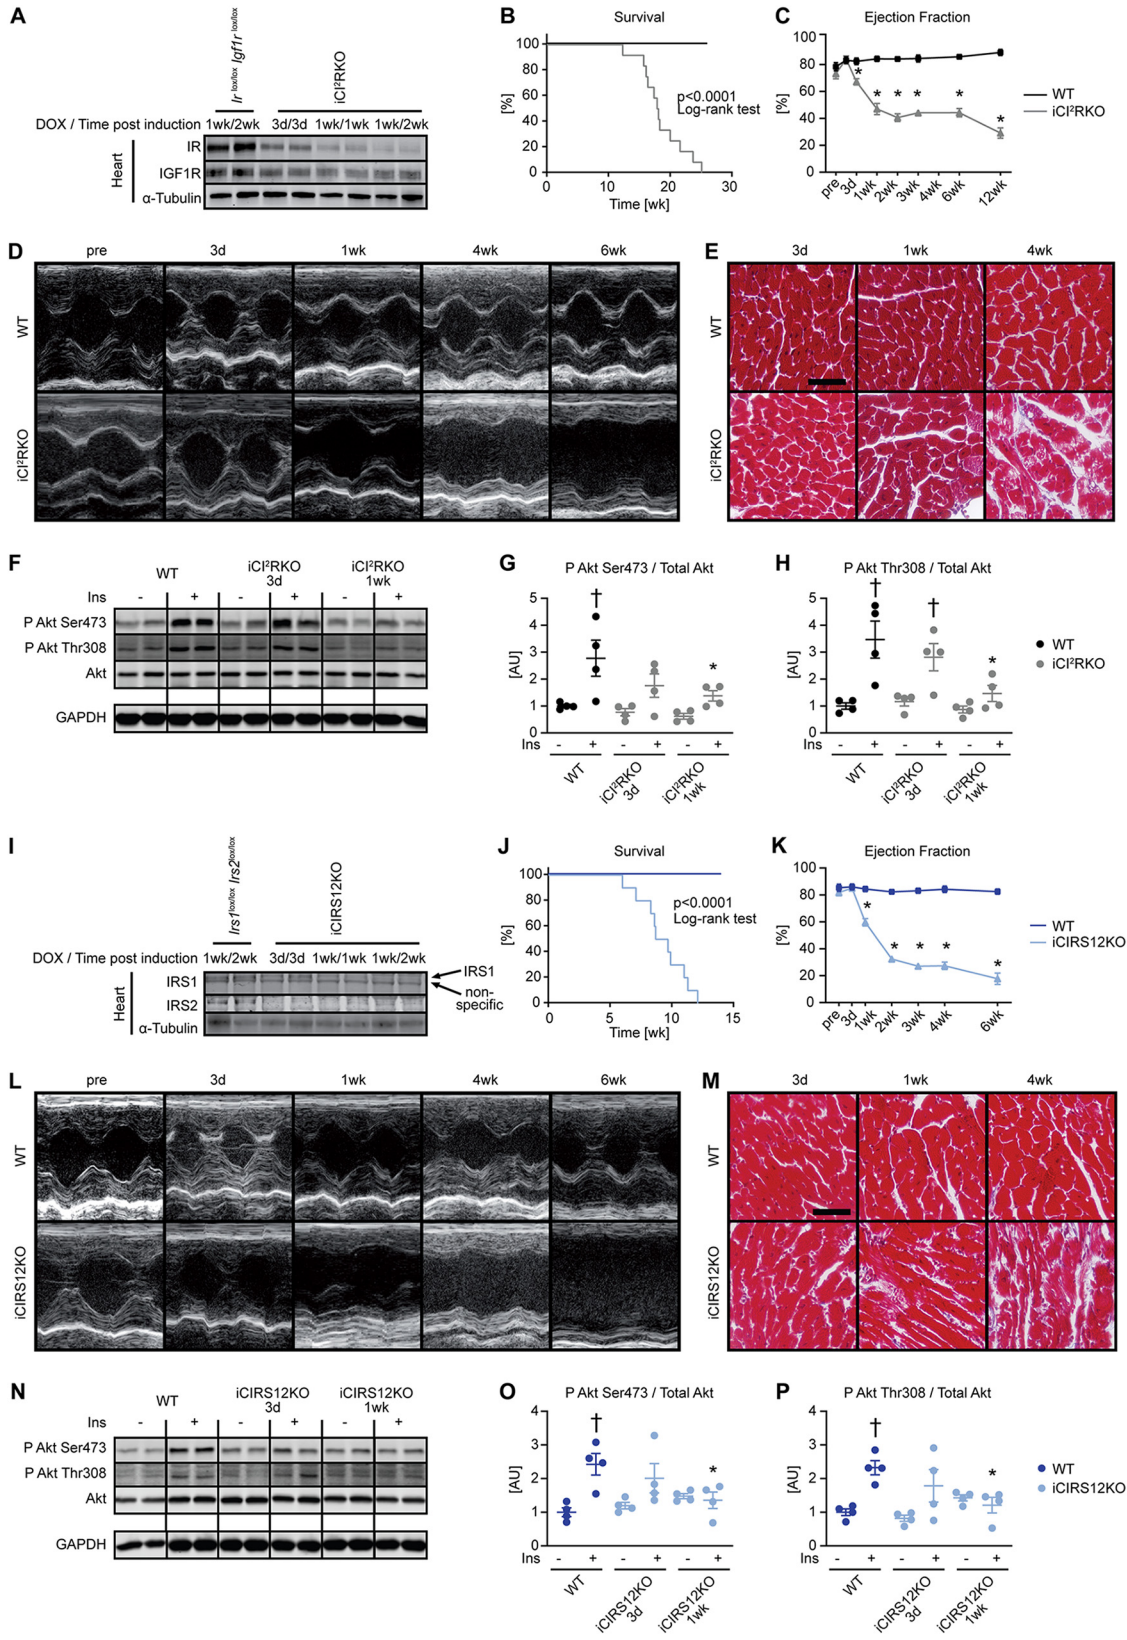 A
Ir lox/lox Igf1r lox/lox
iCI²RKO
DOX / Time post induction 1wk/2wk 3d/3d 1wk/1wk 1wk/2wk
Heart
IR
IGF1R
α-Tubulin
B
Survival
[%]
100
80
60
40
20
0
p<0.0001
Log-rank test
0 10 20 30
Time [wk]
C
Ejection Fraction
[%]
100
80
60
40
20
0
* * * * * *
pre 3d 1wk 2wk 3wk 4wk 6wk 12wk
WT
iCI²RKO
D
pre 3d 1wk 4wk 6wk
WT
iCI²RKO
E
3d 1wk 4wk
WT
iCI²RKO
F
WT iCI²RKO 3d iCI²RKO 1wk
Ins - + - + - +
P Akt Ser473
P Akt Thr308
Akt
GAPDH
G
P Akt Ser473 / Total Akt
[AU]
5
4
3
2
1
0
† *
Ins - + - + - +
WT iCI²RKO 3d iCI²RKO 1wk
H
P Akt Thr308 / Total Akt
[AU]
5
4
3
2
1
0
† † *
Ins - + - + - +
WT iCI²RKO 3d iCI²RKO 1wk
WT
iCI²RKO
I
Irs1lox/lox Irs2lox/lox
iCIRS12KO
DOX / Time post induction 1wk/2wk 3d/3d 1wk/1wk 1wk/2wk
Heart
IRS1
IRS2
α-Tubulin
IRS1
non-
specific
J
Survival
[%]
100
80
60
40
20
0
p<0.0001
Log-rank test
0 5 10 15
Time [wk]
K
Ejection Fraction
[%]
100
80
60
40
20
0
* * * * *
pre 3d 1wk 2wk 3wk 4wk 6wk
WT
iCIRS12KO
L
pre 3d 1wk 4wk 6wk
WT
iCIRS12KO
M
3d 1wk 4wk
WT
iCIRS12KO
N
WT iCIRS12KO 3d iCIRS12KO 1wk
Ins - + - + - +
P Akt Ser473
P Akt Thr308
Akt
GAPDH
O
P Akt Ser473 / Total Akt
[AU]
4
3
2
1
0
† *
Ins - + - + - +
WT iCIRS12KO 3d iCIRS12KO 1wk
P
P Akt Thr308 / Total Akt
[AU]
4
3
2
1
0
† *
Ins - + - + - +
WT iCIRS12KO 3d iCIRS12KO 1wk
WT
iCIRS12KO